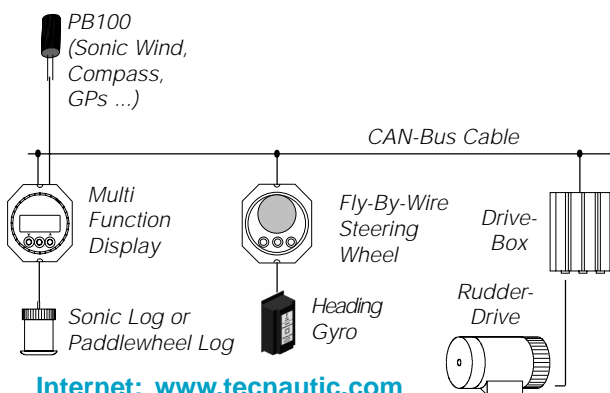 PB100
(Sonic Wind,
Compass,
GPs ...)
CAN-Bus Cable
Multi
Function
Display
Fly-By-Wire
Steering
Wheel
Drive-
Box
Sonic Log or
Paddlewheel Log
Heading
Gyro
Rudder-
Drive
Internet: www.tecnautic.com